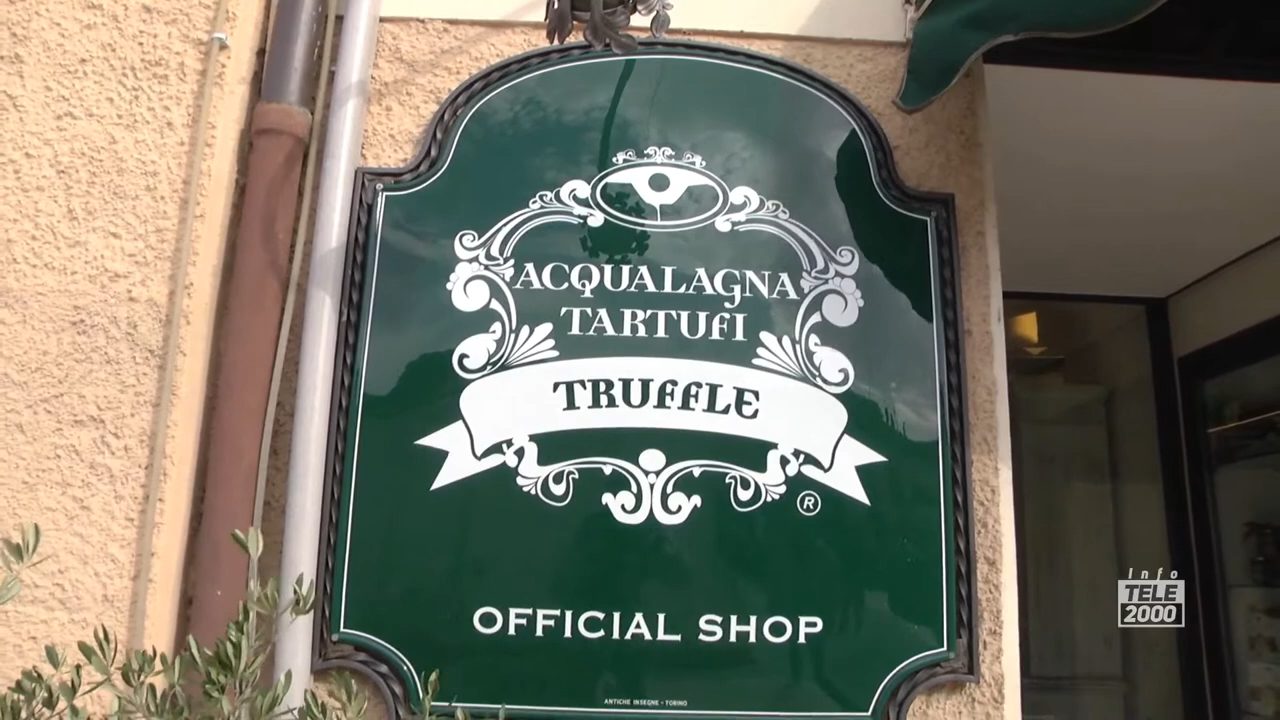 ACQUALAGNA
TARTUFI
TRUFFLE
®
OFFICIAL SHOP
ANTICHE INSEGNE - TORINO
Info
TELE
2000